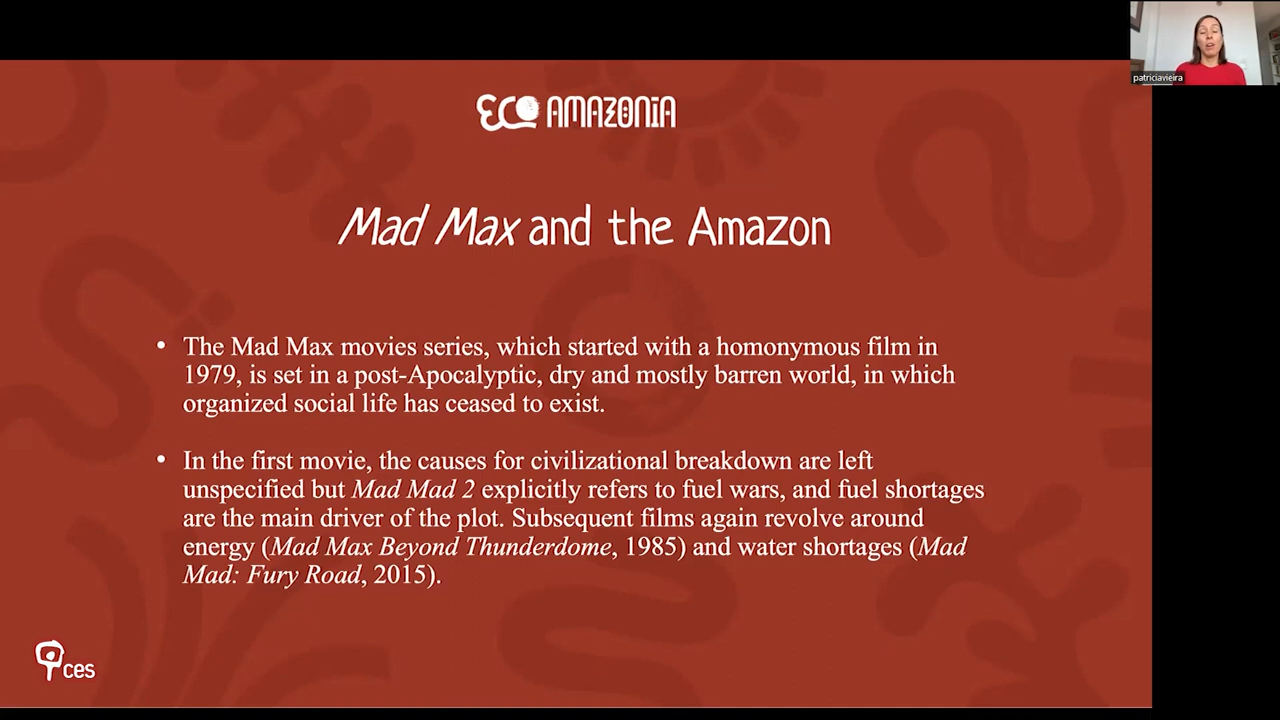 patriciavieira
ECO AMAZONIA
Mad Max and the Amazon
• The Mad Max movies series, which started with a homonymous film in
1979, is set in a post-Apocalyptic, dry and mostly barren world, in which
organized social life has ceased to exist.
• In the first movie, the causes for civilizational breakdown are left
unspecified but Mad Mad 2 explicitly refers to fuel wars, and fuel shortages
are the main driver of the plot. Subsequent films again revolve around
energy (Mad Max Beyond Thunderdome, 1985) and water shortages (Mad
Mad: Fury Road, 2015).
ces